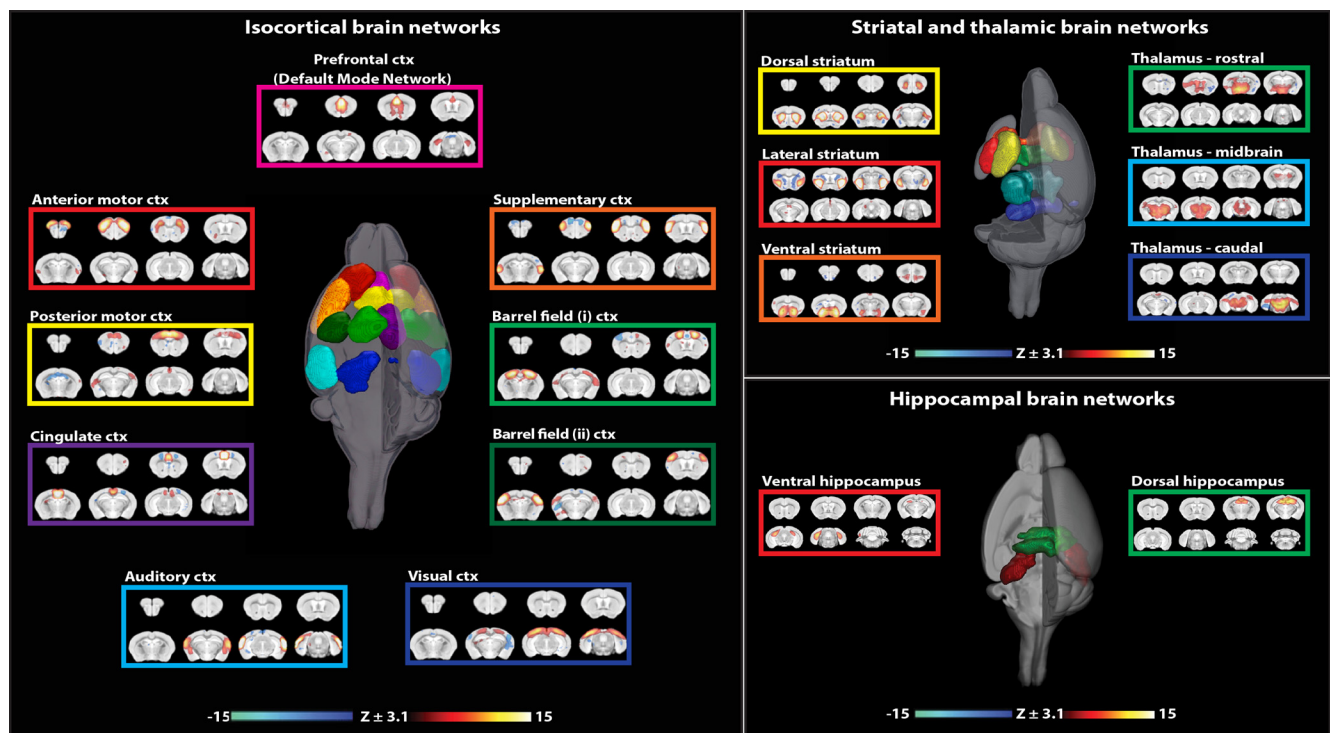 Isocortical brain networks
Prefrontal ctx
(Default Mode Network)
Anterior motor ctx
Supplementary ctx
Posterior motor ctx
Barrel field (i) ctx
Cingulate ctx
Barrel field (ii) ctx
Auditory ctx
Visual ctx
-15 Z ± 3.1 15
Striatal and thalamic brain networks
Dorsal striatum
Thalamus - rostral
Lateral striatum
Thalamus - midbrain
Ventral striatum
Thalamus - caudal
-15 Z ± 3.1 15
Hippocampal brain networks
Ventral hippocampus
Dorsal hippocampus
-15 Z ± 3.1 15